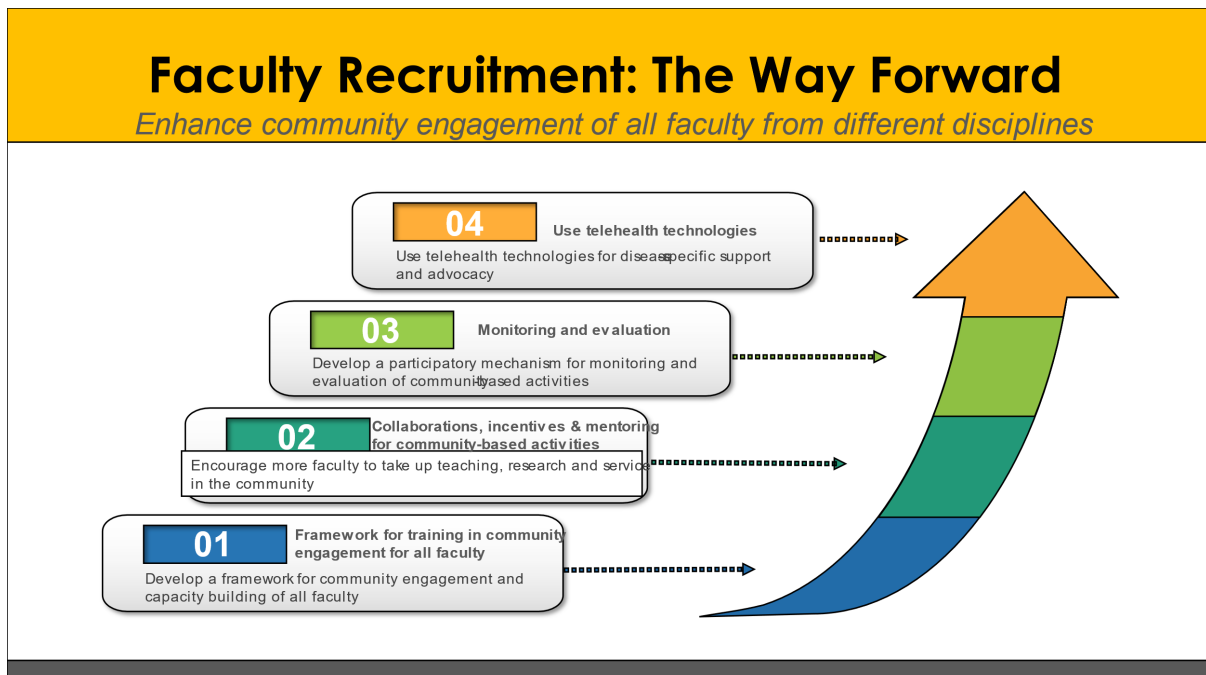 Faculty Recruitment: The Way Forward
Enhance community engagement of all faculty from different disciplines
04
Use telehealth technologies
Use telehealth technologies for disease-specific support
and advocacy
03
Monitoring and evaluation
Develop a participatory mechanism for monitoring and
evaluation of community-based activities
02
Collaborations, incentives & mentoring
for community-based activities
Encourage more faculty to take up teaching, research and service
in the community
01
Framework for training in community
engagement for all faculty
Develop a framework for community engagement and
capacity building of all faculty